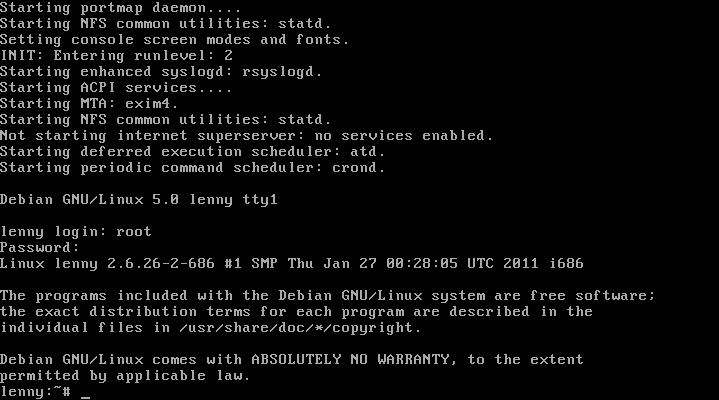 Starting portmap daemon....
Starting NFS common utilities: statd.
Setting console screen modes and fonts.
INIT: Entering runlevel: 2
Starting enhanced syslogd: rsyslogd.
Starting ACPI services....
Starting MTA: exim4.
Starting NFS common utilities: statd.
Not starting internet superserver: no services enabled.
Starting deferred execution scheduler: atd.
Starting periodic command scheduler: crond.
Debian GNU/Linux 5.0 lenny tty1
lenny login: root
Password:
Linux lenny 2.6.26-2-686 #1 SMP Thu Jan 27 00:28:05 UTC 2011 i686
The programs included with the Debian GNU/Linux system are free software;
the exact distribution terms for each program are described in the
individual files in /usr/share/doc/*/copyright.
Debian GNU/Linux comes with ABSOLUTELY NO WARRANTY, to the extent
permitted by applicable law.
lenny:~# _